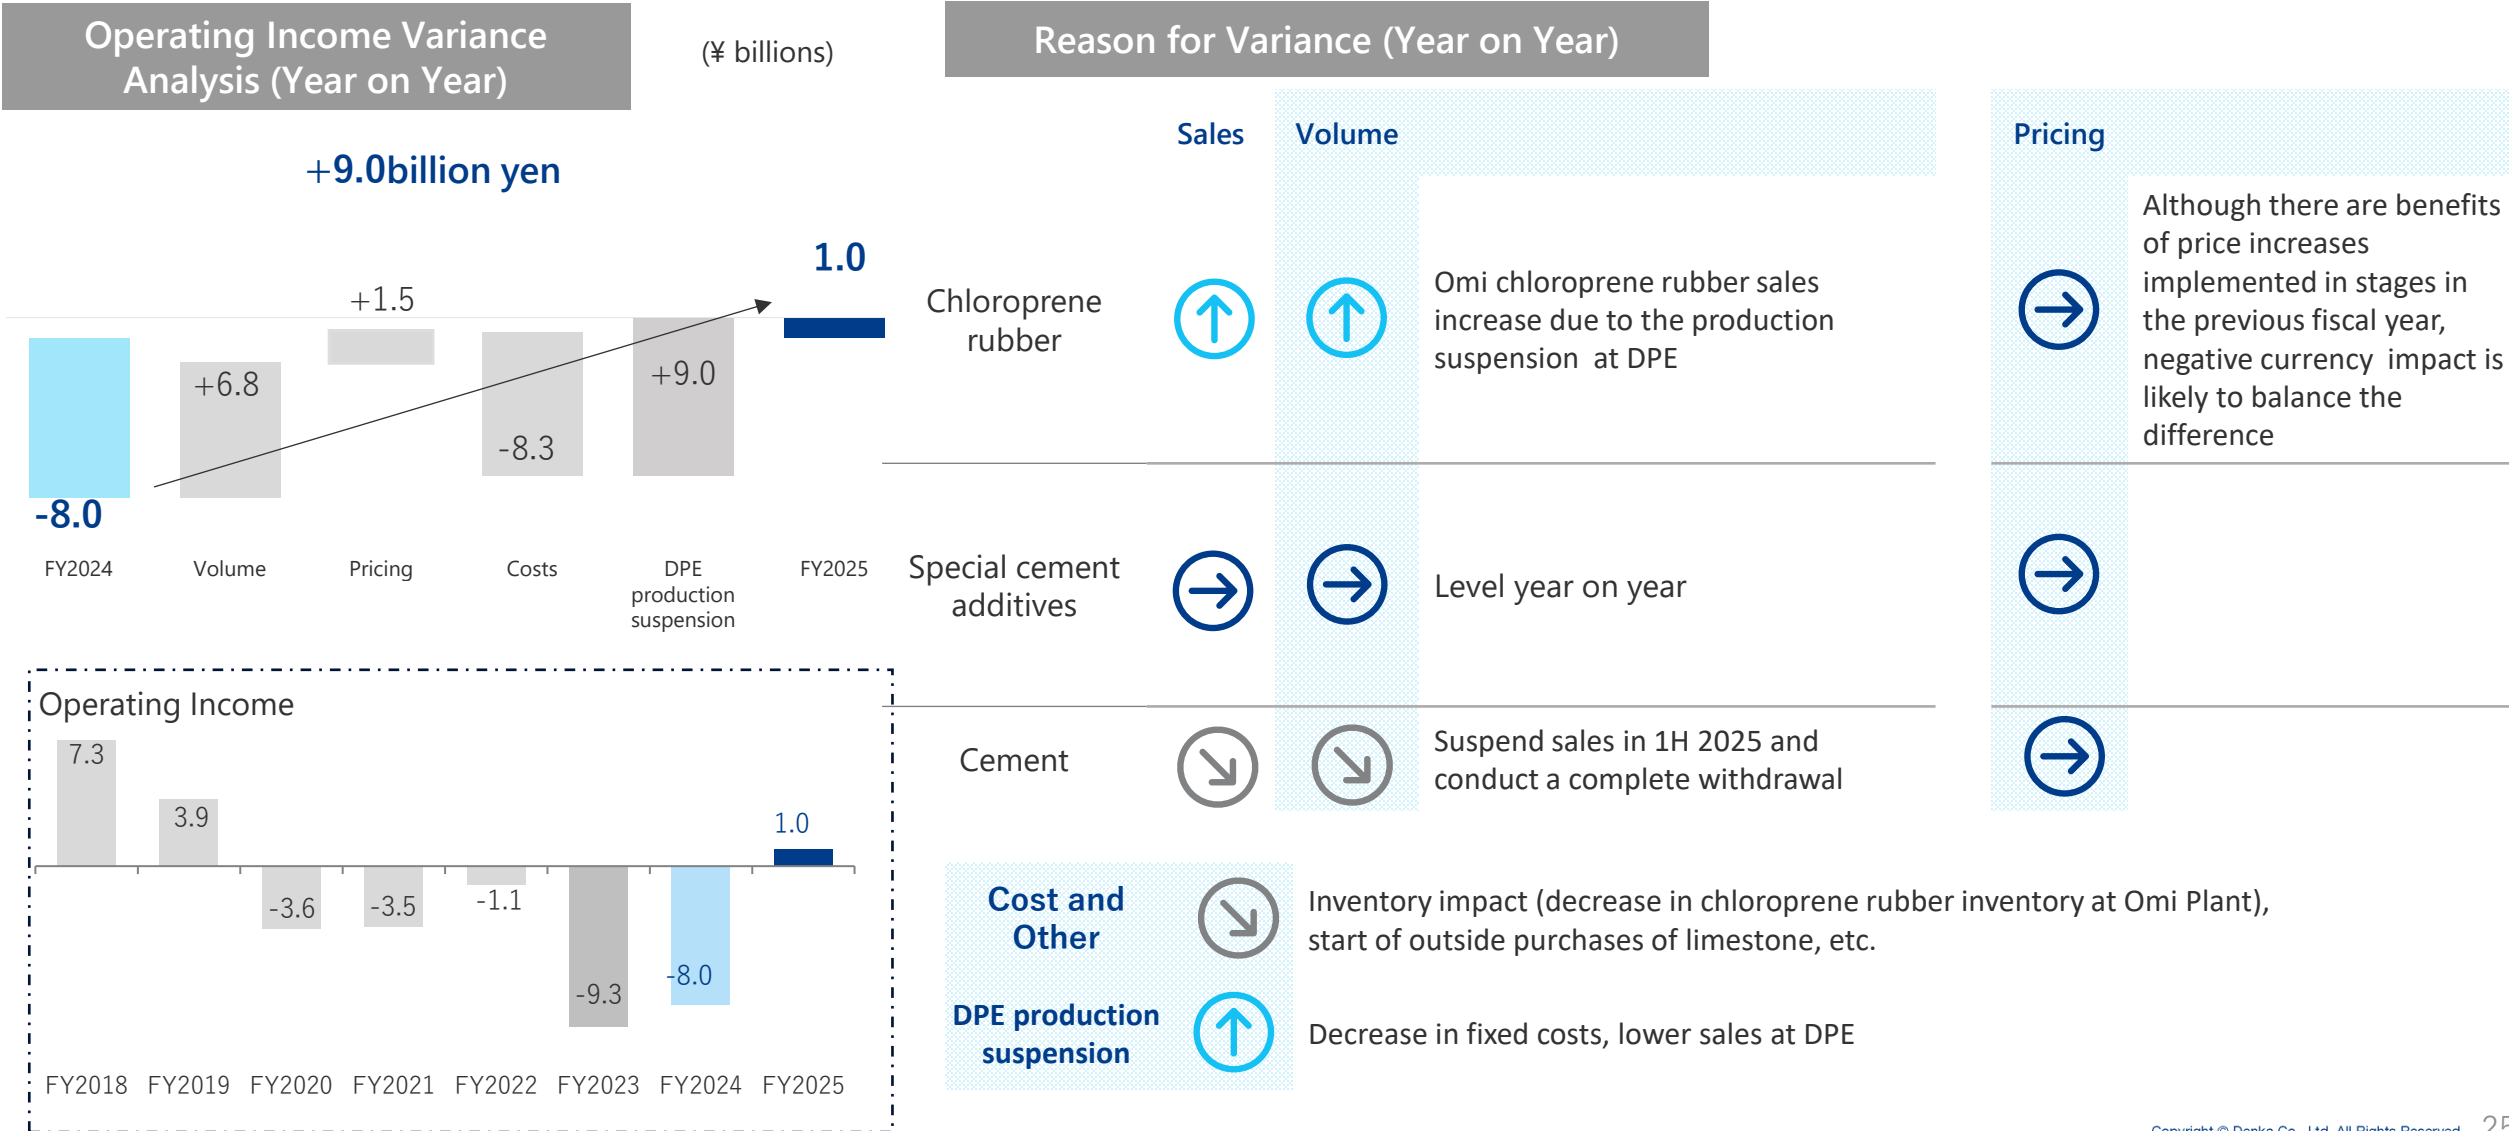 Operating Income Variance
Analysis (Year on Year)
(¥ billions)
+9.0billion yen
1.0
+1.5
+6.8
-8.3
+9.0
-8.0
FY2024
Volume
Pricing
Costs
DPE
production
suspension
FY2025
Operating Income
7.3
3.9
-3.6
-3.5
-1.1
-9.3
-8.0
1.0
FY2018
FY2019
FY2020
FY2021
FY2022
FY2023
FY2024
FY2025
Reason for Variance (Year on Year)
Sales
Volume
Pricing
Chloroprene
rubber
Omi chloroprene rubber sales
increase due to the production
suspension at DPE
Although there are benefits
of price increases
implemented in stages in
the previous fiscal year,
negative currency impact is
likely to balance the
difference
Special cement
additives
Level year on year
Cement
Suspend sales in 1H 2025 and
conduct a complete withdrawal
Cost and
Other
Inventory impact (decrease in chloroprene rubber inventory at Omi Plant),
start of outside purchases of limestone, etc.
DPE production
suspension
Decrease in fixed costs, lower sales at DPE
Copyright © Denka Co., Ltd. All Rights Reserved.
25